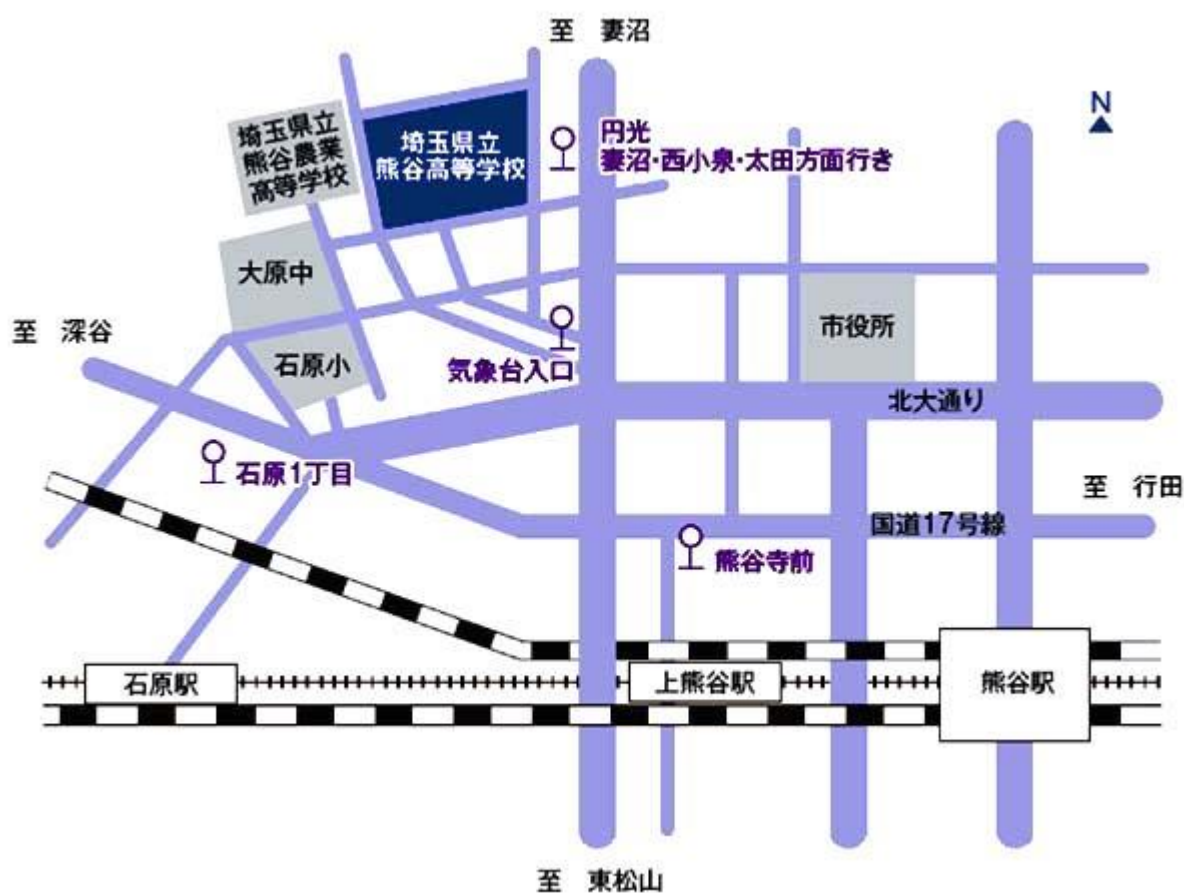 至 妻沼
N
埼玉県立
熊谷農業
高等学校
埼玉県立
熊谷高等学校
円光
妻沼・西小泉・太田方面行き
大原中
至 深谷
石原小
気象台入口
市役所
北大通り
石原1丁目
至 行田
国道17号線
熊谷寺前
石原駅
上熊谷駅
熊谷駅
至 東松山